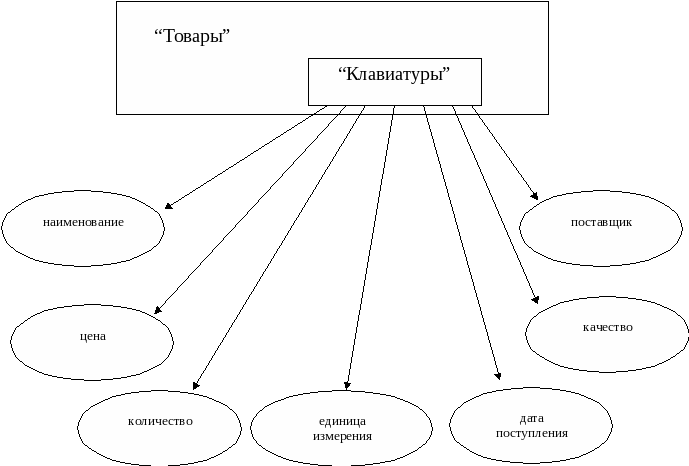 “Товары”
“Клавиатуры”
наименование
поставщик
цена
качество
количество
единица
измерения
дата
поступления